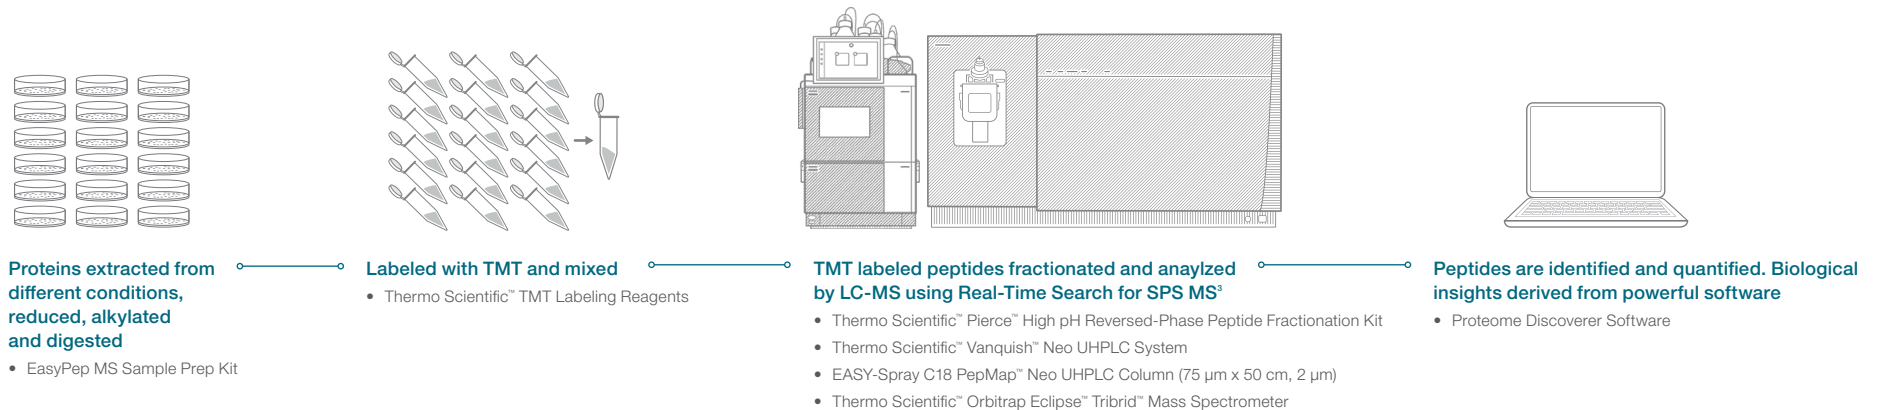 Proteins extracted from
different conditions,
reduced, alkylated
and digested
• EasyPep MS Sample Prep Kit
Labeled with TMT and mixed
• Thermo Scientific™ TMT Labeling Reagents
TMT labeled peptides fractionated and anaylzed
by LC-MS using Real-Time Search for SPS MS³
• Thermo Scientific™ Pierce™ High pH Reversed-Phase Peptide Fractionation Kit
• Thermo Scientific™ Vanquish™ Neo UHPLC System
• EASY-Spray C18 PepMap™ Neo UHPLC Column (75 μm x 50 cm, 2 μm)
• Thermo Scientific™ Orbitrap Eclipse™ Tribrid™ Mass Spectrometer
Peptides are identified and quantified. Biological
insights derived from powerful software
• Proteome Discoverer Software